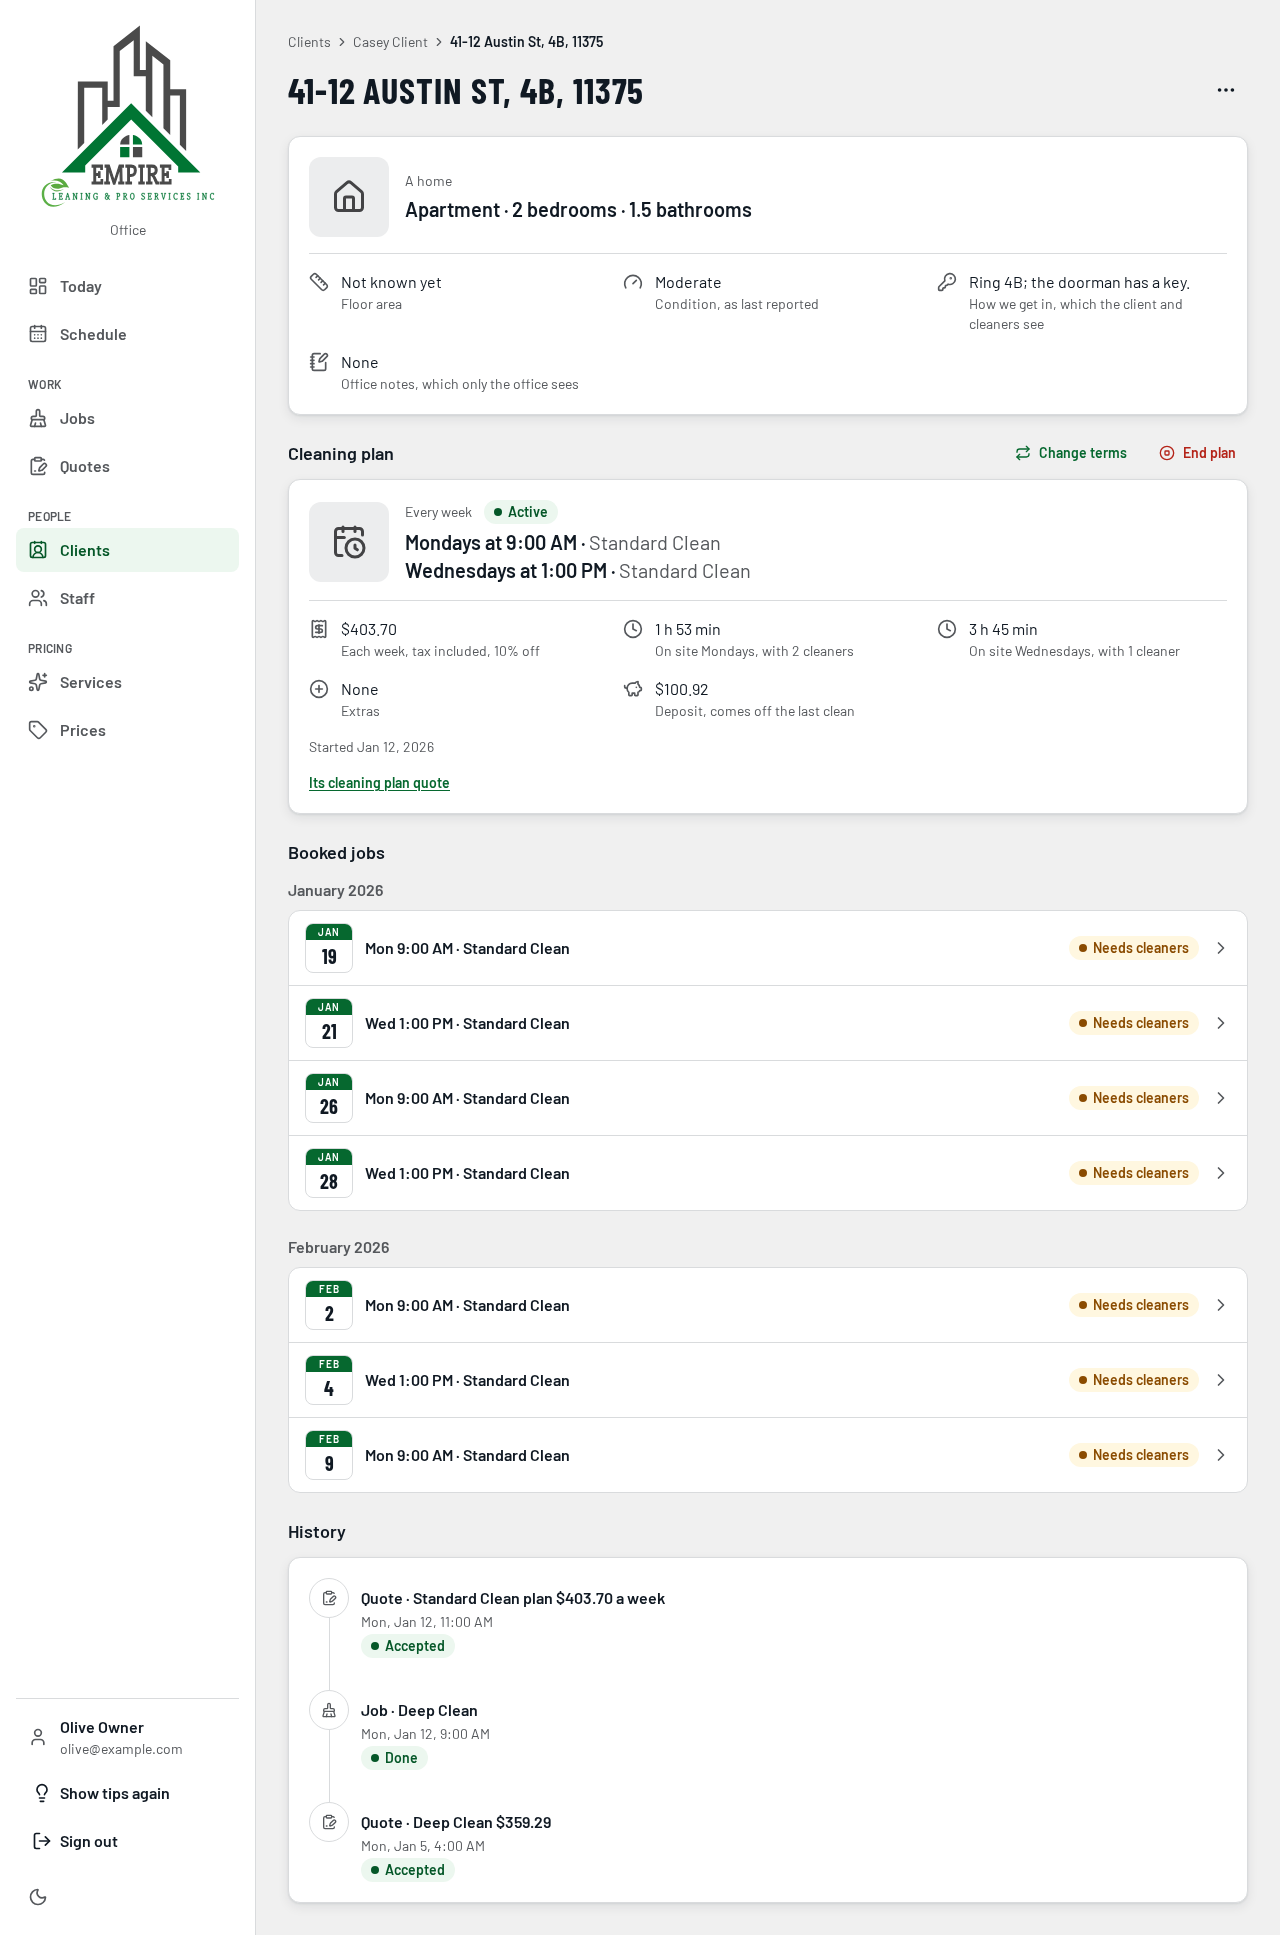 EMPIRE
CLEANING & PRO SERVICES INC
Office
Today
Schedule
WORK
Jobs
Quotes
PEOPLE
Clients
Staff
PRICING
Services
Prices
Olive Owner
olive@example.com
Show tips again
Sign out
Clients > Casey Client > 41-12 Austin St, 4B, 11375
41-12 AUSTIN ST, 4B, 11375
A home
Apartment · 2 bedrooms · 1.5 bathrooms
Not known yet
Floor area
Moderate
Condition, as last reported
Ring 4B; the doorman has a key.
How we get in, which the client and
cleaners see
None
Office notes, which only the office sees
Cleaning plan
Change terms
End plan
Every week
Active
Mondays at 9:00 AM · Standard Clean
Wednesdays at 1:00 PM · Standard Clean
$403.70
Each week, tax included, 10% off
1 h 53 min
On site Mondays, with 2 cleaners
3 h 45 min
On site Wednesdays, with 1 cleaner
None
Extras
$100.92
Deposit, comes off the last clean
Started Jan 12, 2026
Its cleaning plan quote
Booked jobs
January 2026
JAN
19
Mon 9:00 AM · Standard Clean
Needs cleaners
JAN
21
Wed 1:00 PM · Standard Clean
Needs cleaners
JAN
26
Mon 9:00 AM · Standard Clean
Needs cleaners
JAN
28
Wed 1:00 PM · Standard Clean
Needs cleaners
February 2026
FEB
2
Mon 9:00 AM · Standard Clean
Needs cleaners
FEB
4
Wed 1:00 PM · Standard Clean
Needs cleaners
FEB
9
Mon 9:00 AM · Standard Clean
Needs cleaners
History
Quote · Standard Clean plan $403.70 a week
Mon, Jan 12, 11:00 AM
Accepted
Job · Deep Clean
Mon, Jan 12, 9:00 AM
Done
Quote · Deep Clean $359.29
Mon, Jan 5, 4:00 AM
Accepted